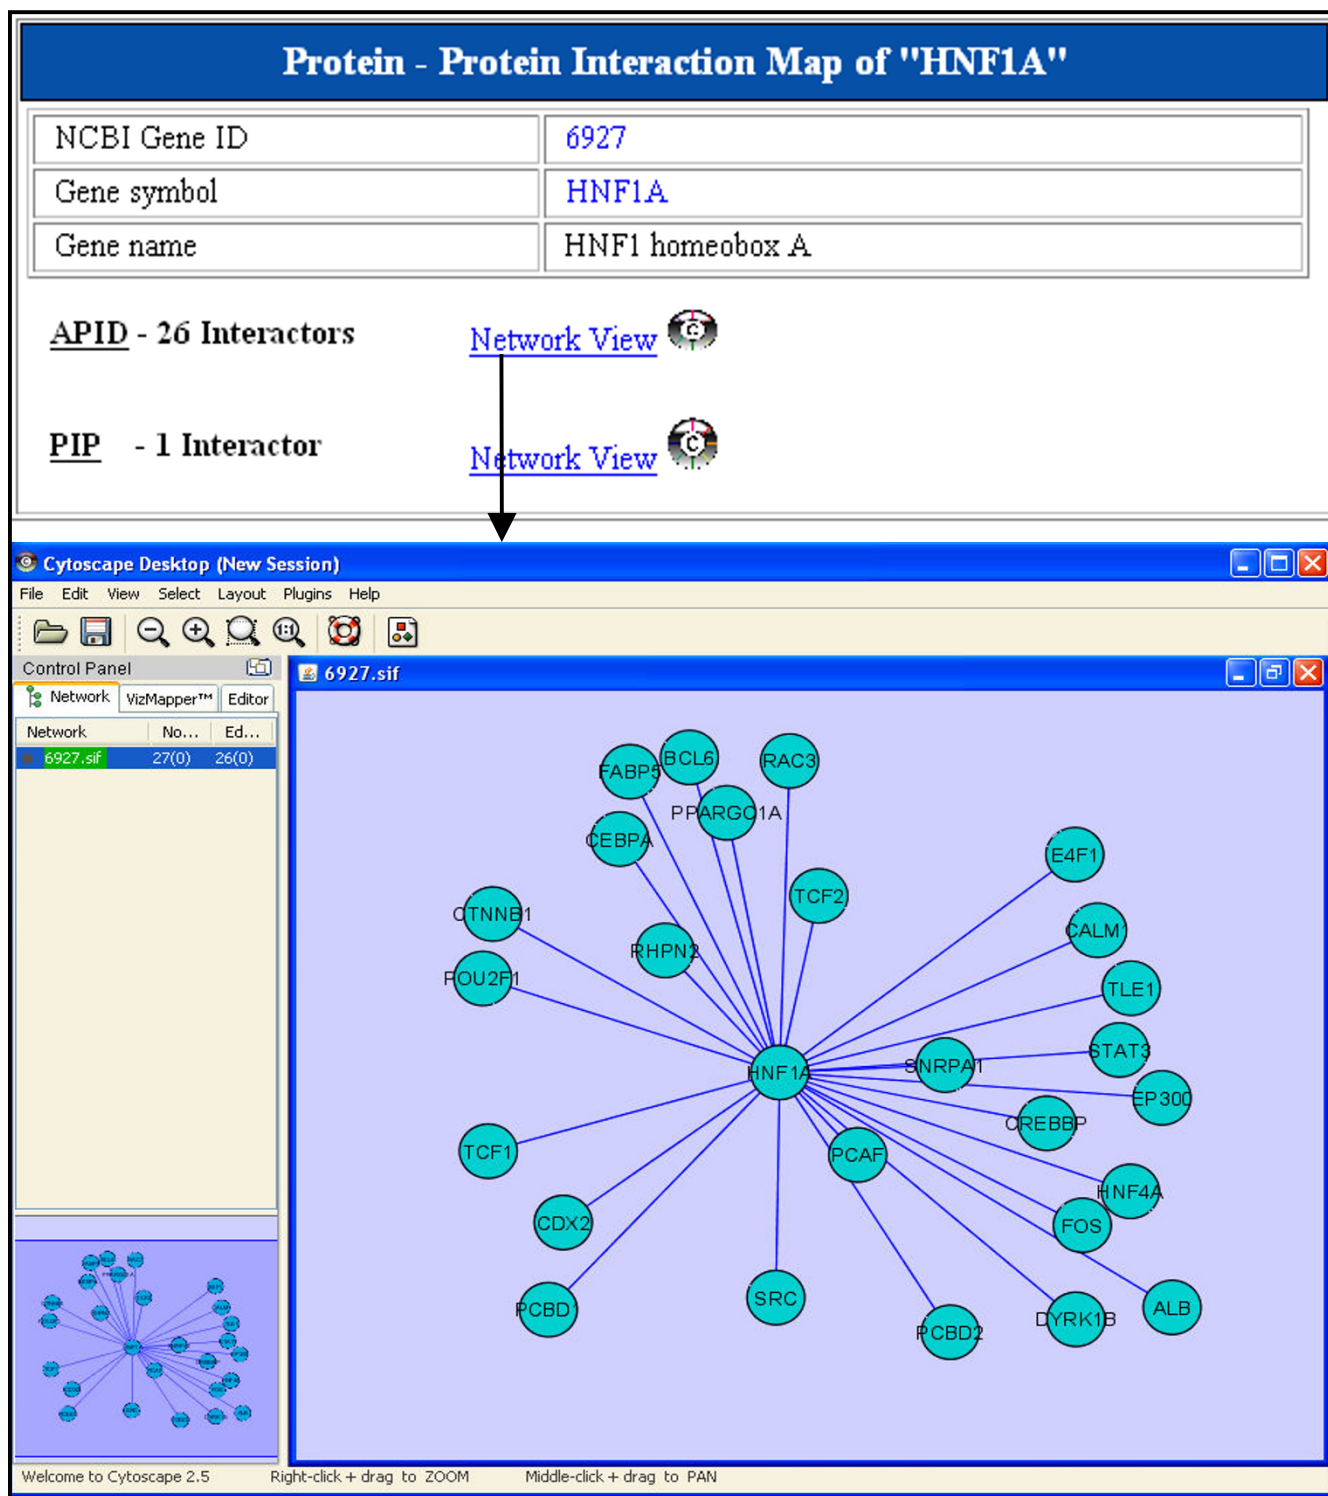 Protein - Protein Interaction Map of "HNF1A"
NCBI Gene ID 6927
Gene symbol HNF1A
Gene name HNF1 homeobox A
APID - 26 Interactors Network View
PIP - 1 Interactor Network View
Cytoscape Desktop (New Session)
File Edit View Select Layout Plugins Help
Control Panel
Network VizMapper™ Editor
Network No... Ed...
6927.sif 27(0) 26(0)
6927.sif
BCL6
RAC3
FABP5
PPARGC1A
CEBPA
E4F1
TCF2
CTNNB1
CALM1
RHPN2
POU2F1
TLE1
STAT3
SNRPA1
HNF1A
EP300
CREBBP
TCF1
PCAF
HNF4A
CDX2
FOS
SRC
ALB
PCBD1
DYRK1B
PCBD2
Welcome to Cytoscape 2.5 Right-click + drag to ZOOM Middle-click + drag to PAN